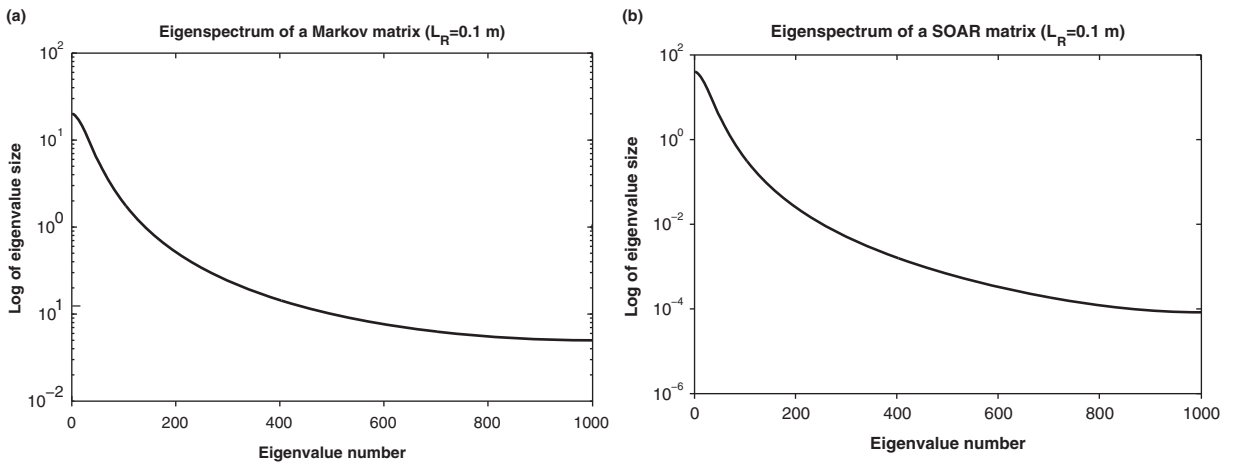 (a)
Eigenspectrum of a Markov matrix (L_R=0.1 m)
Log of eigenvalue size
10^2
10^1
10^0
10^1
10^−2
0 200 400 600 800 1000
Eigenvalue number
(b)
Eigenspectrum of a SOAR matrix (L_R=0.1 m)
Log of eigenvalue size
10^2
10^0
10^−2
10^−4
10^−6
0 200 400 600 800 1000
Eigenvalue number